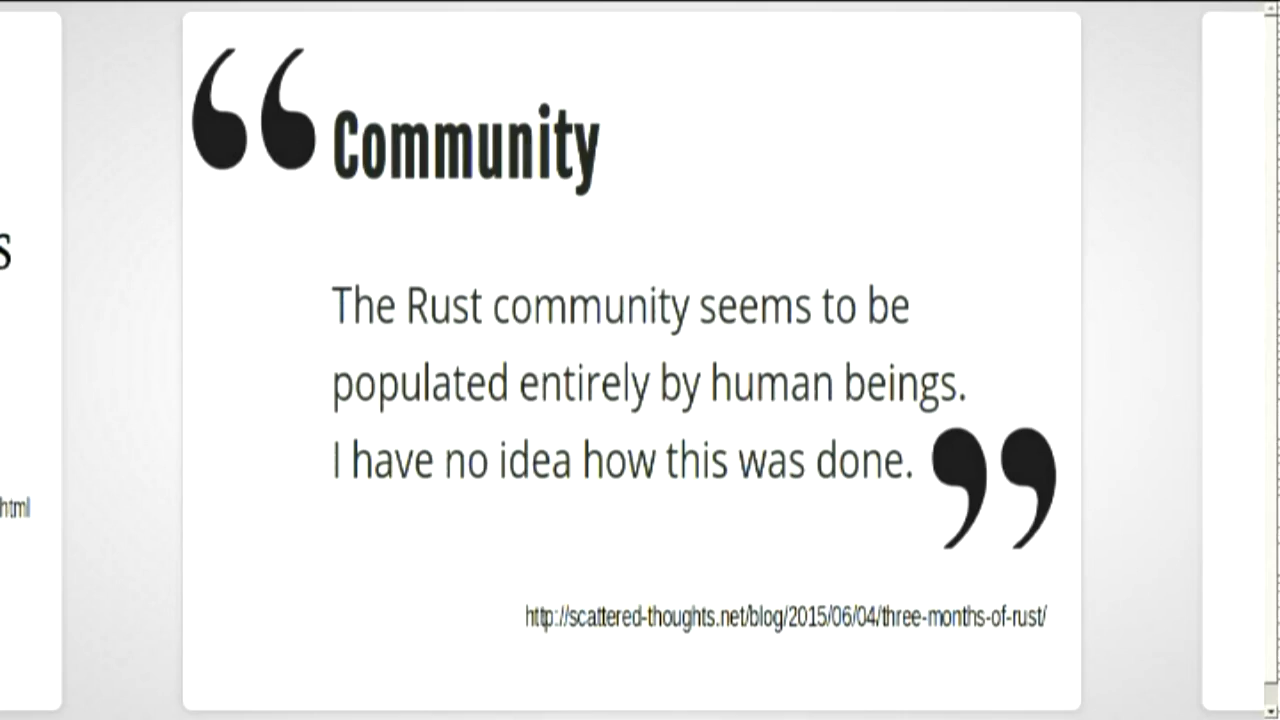 s
html
“ Community
The Rust community seems to be
populated entirely by human beings.
I have no idea how this was done. ”
http://scattered-thoughts.net/blog/2015/06/04/three-months-of-rust/